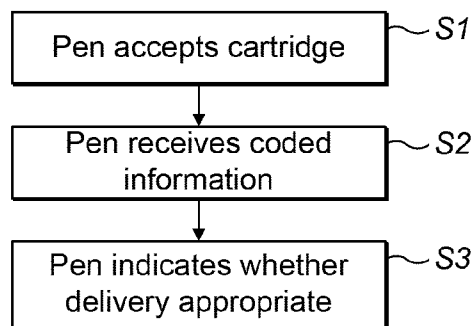 Pen accepts cartridge
S1
Pen receives coded
information
S2
Pen indicates whether
delivery appropriate
S3